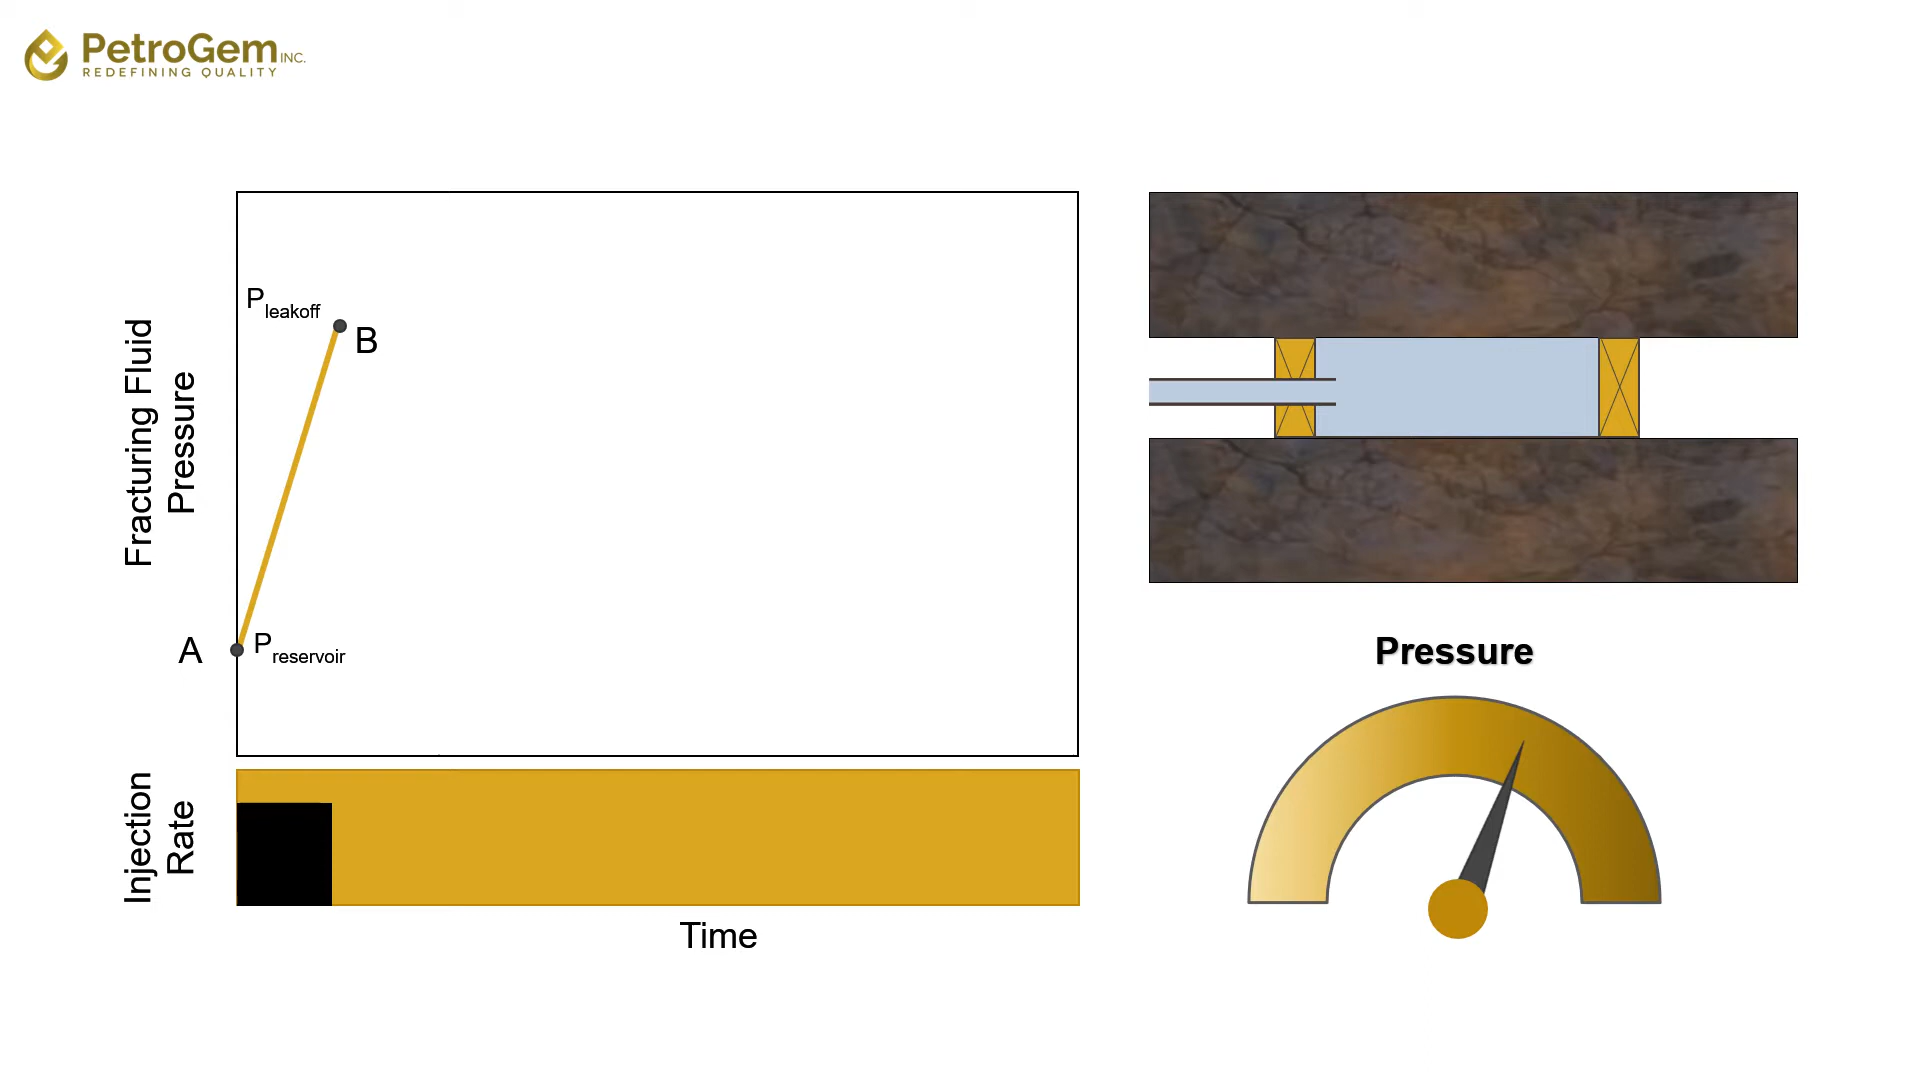 PetroGem INC.
REDEFINING QUALITY
Fracturing Fluid
Pressure
P leakoff
B
A
P reservoir
Pressure
Injection
Rate
Time